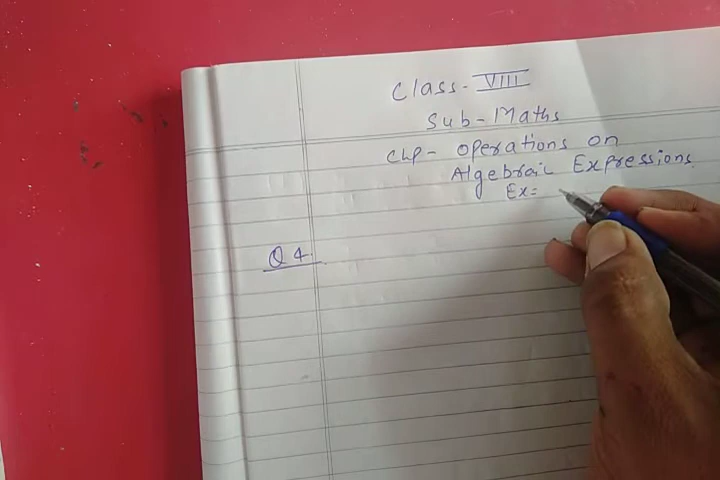 Class - VIII
Sub - Maths
Chp - Operations on
Algebraic Expressions
Ex=
Q 4.